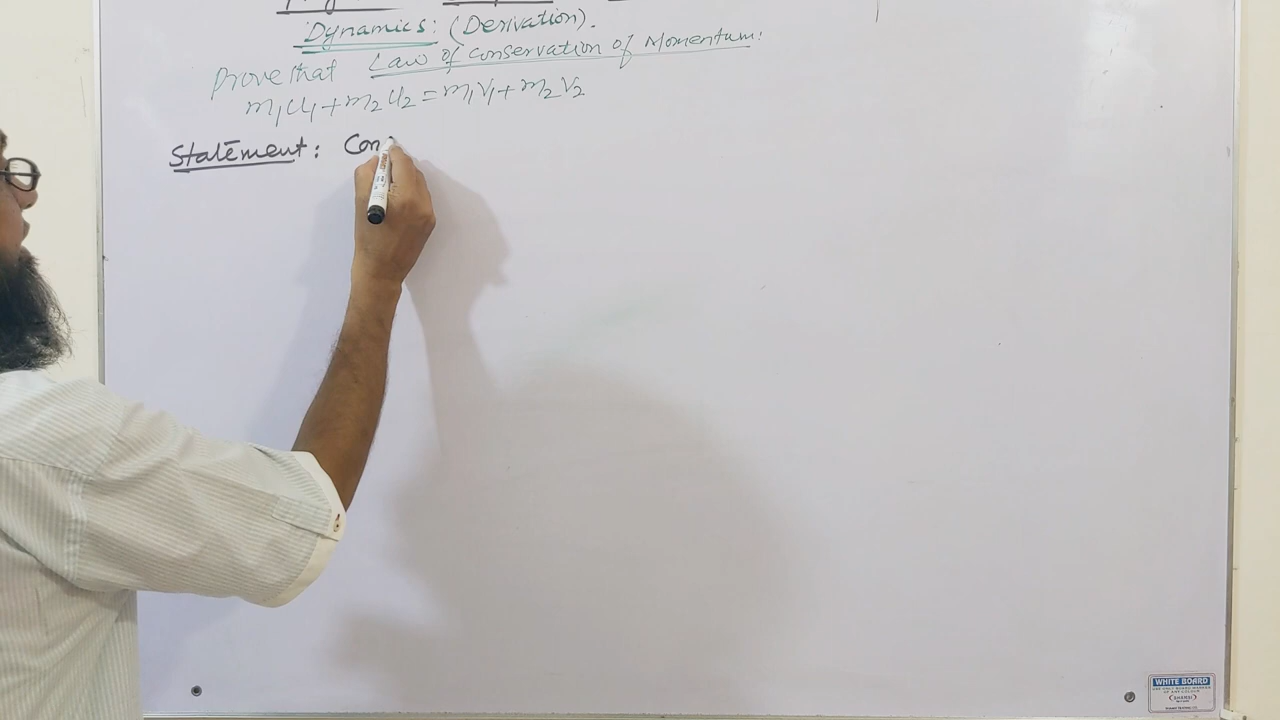 Dynamics: (Derivation).
Prove that Law of conservation of Momentum:
m₁U₁ + m₂U₂ = m₁V₁ + m₂V₂
Statement: Con
WHITE BOARD